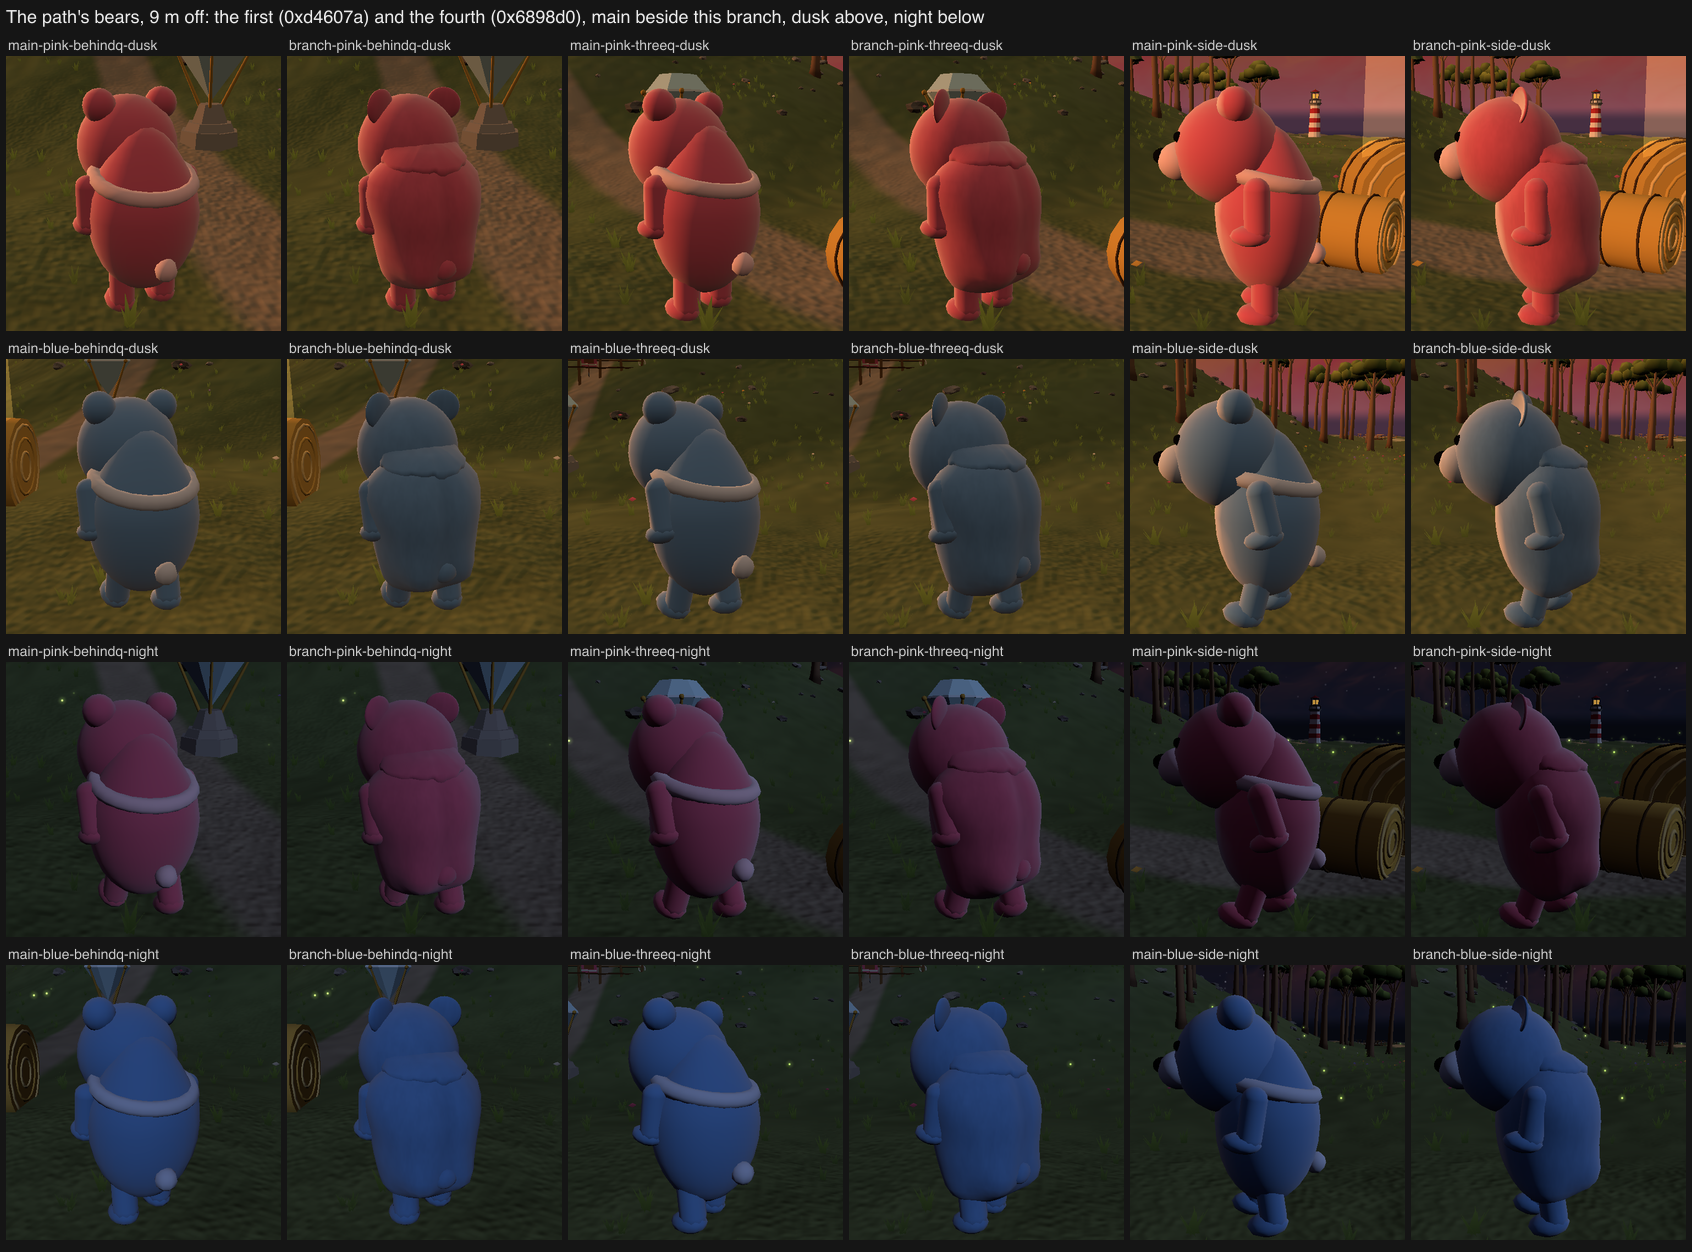 The path's bears, 9 m off: the first (0xd4607a) and the fourth (0x6898d0), main beside this branch, dusk above, night below
main-pink-behindq-dusk
branch-pink-behindq-dusk
main-pink-threeq-dusk
branch-pink-threeq-dusk
main-pink-side-dusk
branch-pink-side-dusk
main-blue-behindq-dusk
branch-blue-behindq-dusk
main-blue-threeq-dusk
branch-blue-threeq-dusk
main-blue-side-dusk
branch-blue-side-dusk
main-pink-behindq-night
branch-pink-behindq-night
main-pink-threeq-night
branch-pink-threeq-night
main-pink-side-night
branch-pink-side-night
main-blue-behindq-night
branch-blue-behindq-night
main-blue-threeq-night
branch-blue-threeq-night
main-blue-side-night
branch-blue-side-night